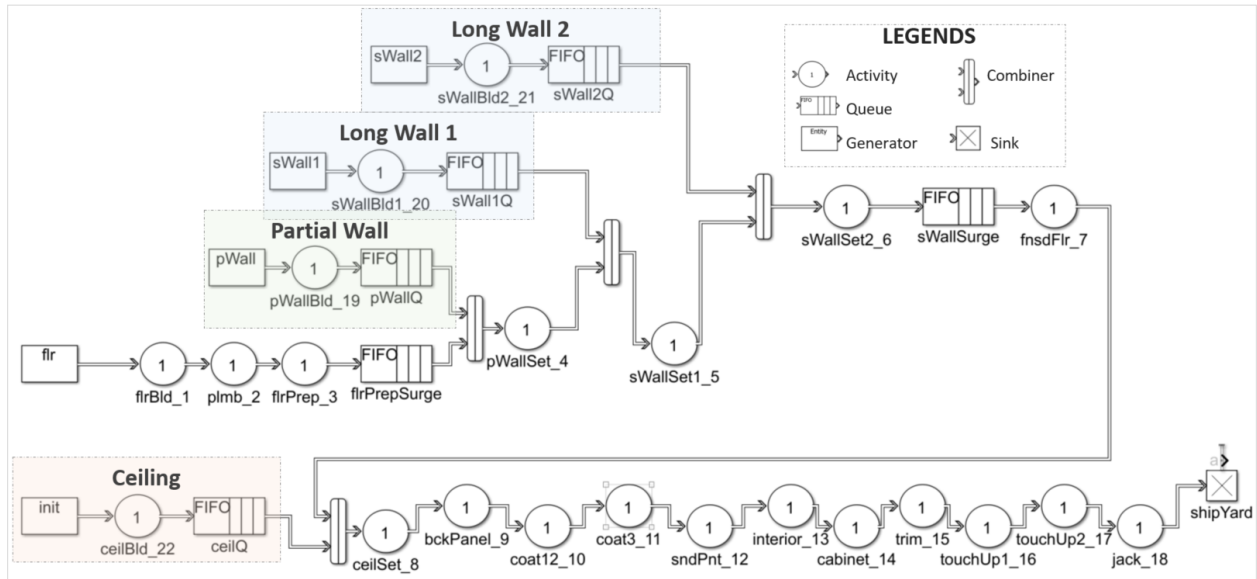 Long Wall 2
sWall2
1
FIFO
sWallBld2_21
sWall2Q
LEGENDS
1
Activity
Combiner
FIFO
Queue
Entity
Generator
Sink
Long Wall 1
sWall1
1
FIFO
sWallBld1_20
sWall1Q
Partial Wall
pWall
1
FIFO
pWallBld_19
pWallQ
1
sWallSet2_6
FIFO
sWallSurge
1
fnsdFlr_7
flr
1
flrBld_1
1
plmb_2
1
flrPrep_3
FIFO
flrPrepSurge
1
pWallSet_4
1
sWallSet1_5
Ceiling
init
1
ceilBld_22
FIFO
ceilQ
1
ceilSet_8
1
bckPanel_9
1
coat12_10
1
coat3_11
1
sndPnt_12
1
interior_13
1
cabinet_14
1
trim_15
1
touchUp1_16
1
touchUp2_17
1
jack_18
a
shipYard